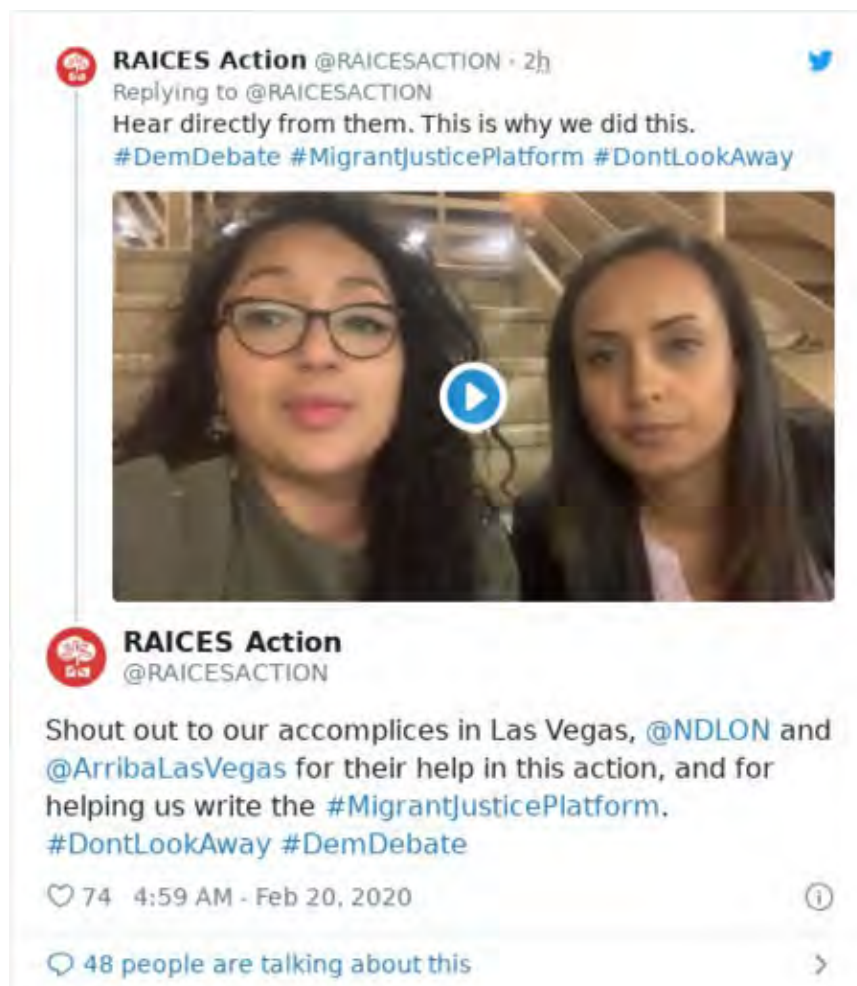 RAICES Action @RAICESACTION · 2h
Replying to @RAICESACTION
Hear directly from them. This is why we did this.
#DemDebate #MigrantJusticePlatform #DontLookAway
RAICES Action
@RAICESACTION
Shout out to our accomplices in Las Vegas, @NDLON and
@ArribaLasVegas for their help in this action, and for
helping us write the #MigrantJusticePlatform.
#DontLookAway #DemDebate
74 4:59 AM - Feb 20, 2020
48 people are talking about this